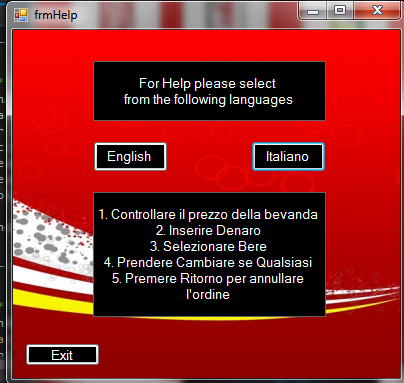 frmHelp
For Help please select
from the following languages
English
Italiano
1. Controllare il prezzo della bevanda
2. Inserire Denaro
3. Selezionare Bere
4. Prendere Cambiare se Qualsiasi
5. Premere Ritorno per annullare
l'ordine
Exit